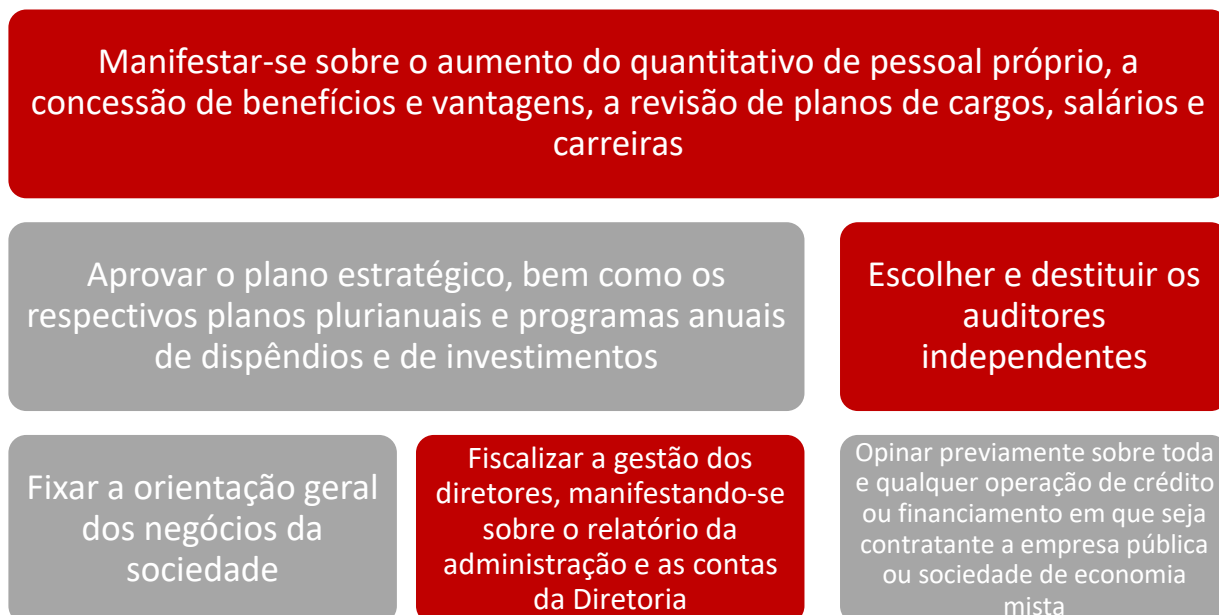 Manifestar-se sobre o aumento do quantitativo de pessoal próprio, a
concessão de benefícios e vantagens, a revisão de planos de cargos, salários e
carreiras
Aprovar o plano estratégico, bem como os
respectivos planos plurianuais e programas anuais
de dispêndios e de investimentos
Escolher e destituir os
auditores
independentes
Fixar a orientação geral
dos negócios da
sociedade
Fiscalizar a gestão dos
diretores, manifestando-se
sobre o relatório da
administração e as contas
da Diretoria
Opinar previamente sobre toda
e qualquer operação de crédito
ou financiamento em que seja
contratante a empresa pública
ou sociedade de economia
mista